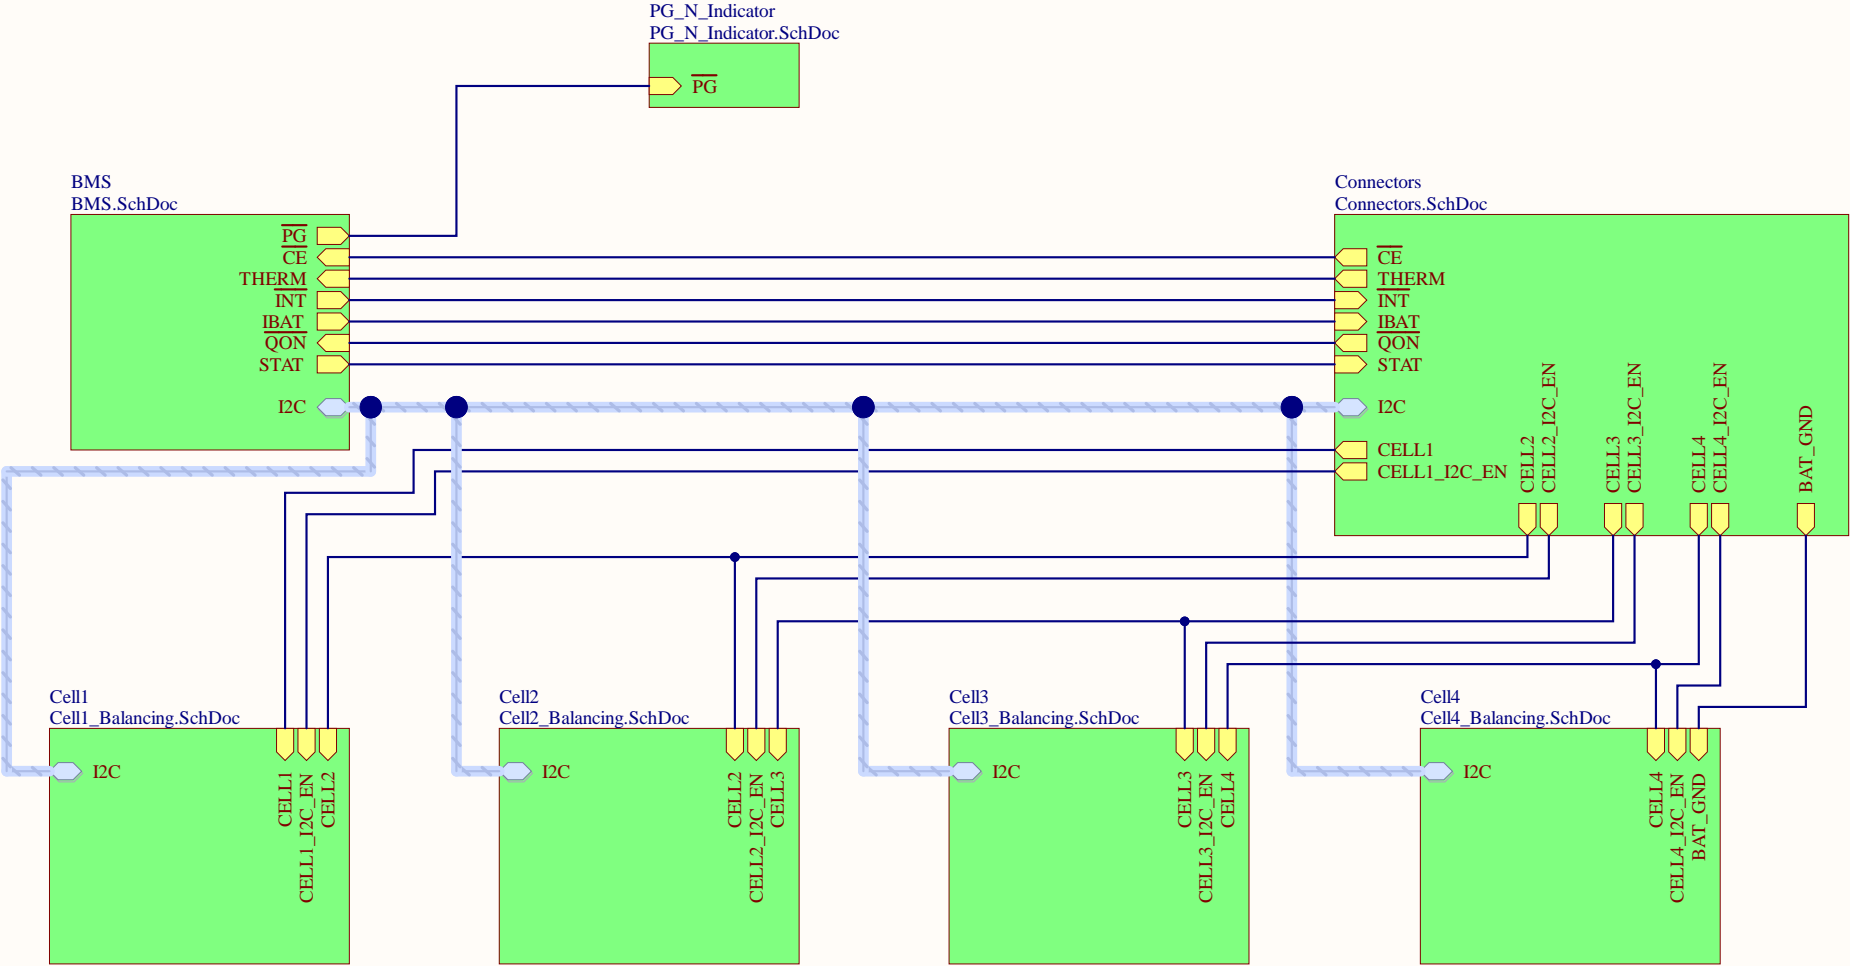 PG_N_Indicator
PG_N_Indicator.SchDoc
PG
BMS
BMS.SchDoc
PG
CE
THERM
INT
IBAT
QON
STAT
I2C
Connectors
Connectors.SchDoc
CE
THERM
INT
IBAT
QON
STAT
I2C
CELL1
CELL1_I2C_EN
CELL2
CELL2_I2C_EN
CELL3
CELL3_I2C_EN
CELL4
CELL4_I2C_EN
BAT_GND
Cell1
Cell1_Balancing.SchDoc
I2C
CELL1
CELL1_I2C_EN
CELL2
Cell2
Cell2_Balancing.SchDoc
I2C
CELL2
CELL2_I2C_EN
CELL3
Cell3
Cell3_Balancing.SchDoc
I2C
CELL3
CELL3_I2C_EN
CELL4
Cell4
Cell4_Balancing.SchDoc
I2C
CELL4
CELL4_I2C_EN
BAT_GND